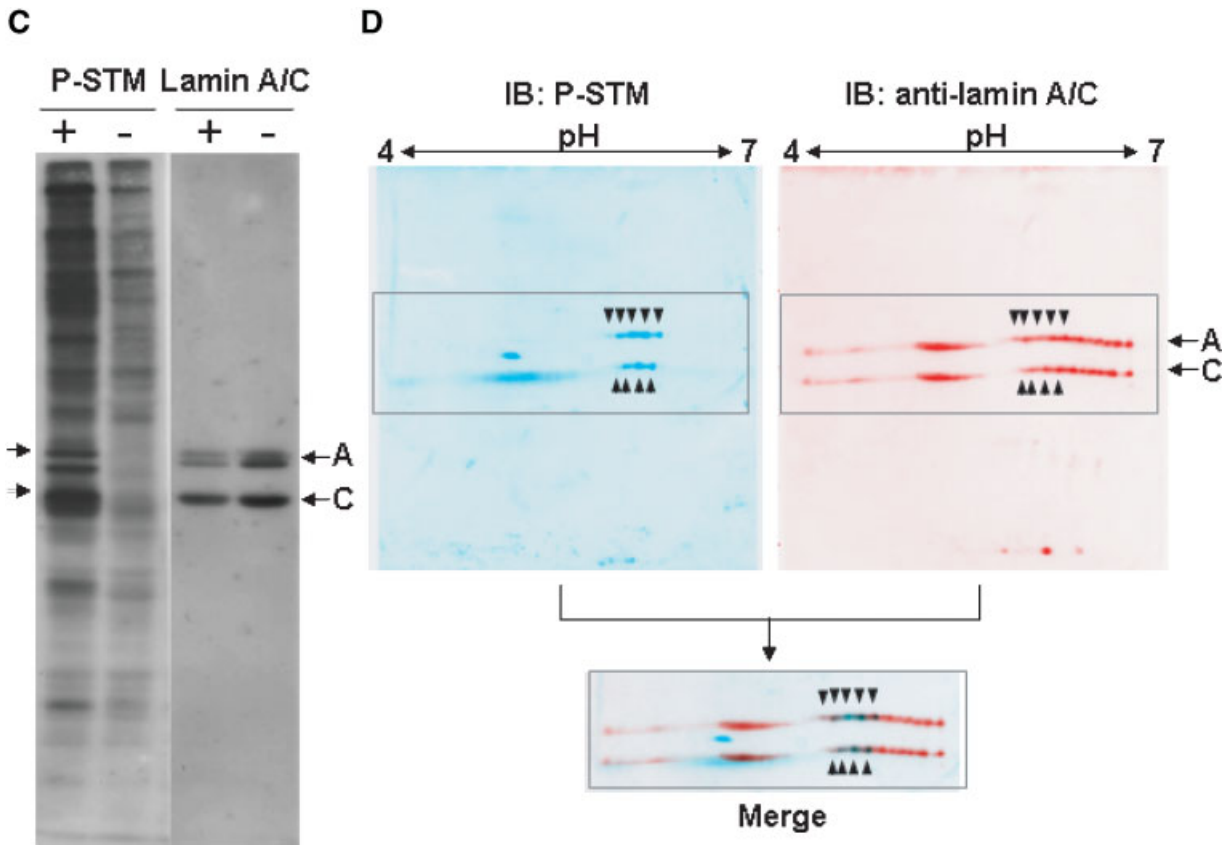 C
P-STM Lamin A/C
+ - + -
A
C
D
IB: P-STM
pH
4 7
IB: anti-lamin A/C
pH
4 7
A
C
Merge